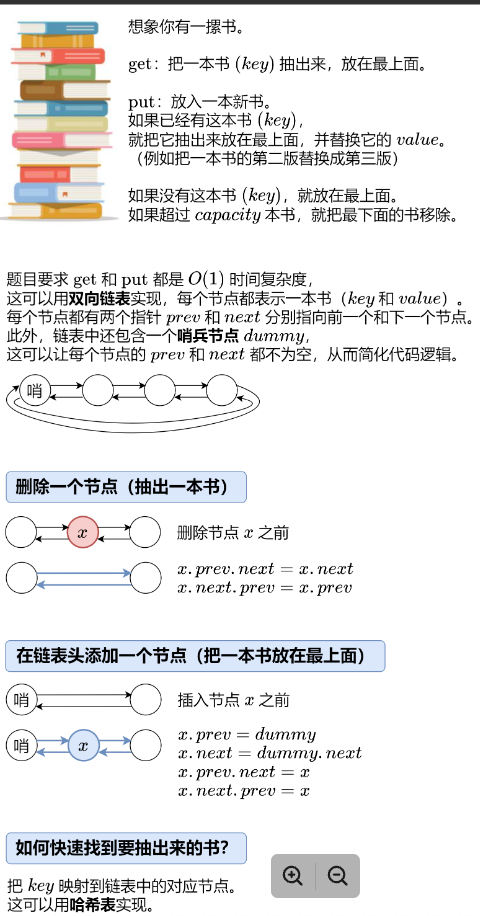 想象你有一摞书。
get：把一本书 (key) 抽出来，放在最上面。
put：放入一本新书。
如果已经有这本书 (key)，
就把它抽出来放在最上面，并替换它的 value。
（例如把一本书的第二版替换成第三版）
如果没有这本书 (key)，就放在最上面。
如果超过 capacity 本书，就把最下面的书移除。
题目要求 get 和 put 都是 O(1) 时间复杂度，
这可以用双向链表实现，每个节点都表示一本书（key 和 value）。
每个节点都有两个指针 prev 和 next 分别指向前一个和下一个节点。
此外，链表中还包含一个哨兵节点 dummy，
这可以让每个节点的 prev 和 next 都不为空，从而简化代码逻辑。
哨
删除一个节点（抽出一本书）
x
删除节点 x 之前
x.prev.next = x.next
x.next.prev = x.prev
在链表头添加一个节点（把一本书放在最上面）
哨
插入节点 x 之前
哨 x
x.prev = dummy
x.next = dummy.next
x.prev.next = x
x.next.prev = x
如何快速找到要抽出来的书？
把 key 映射到链表中的对应节点。
这可以用哈希表实现。